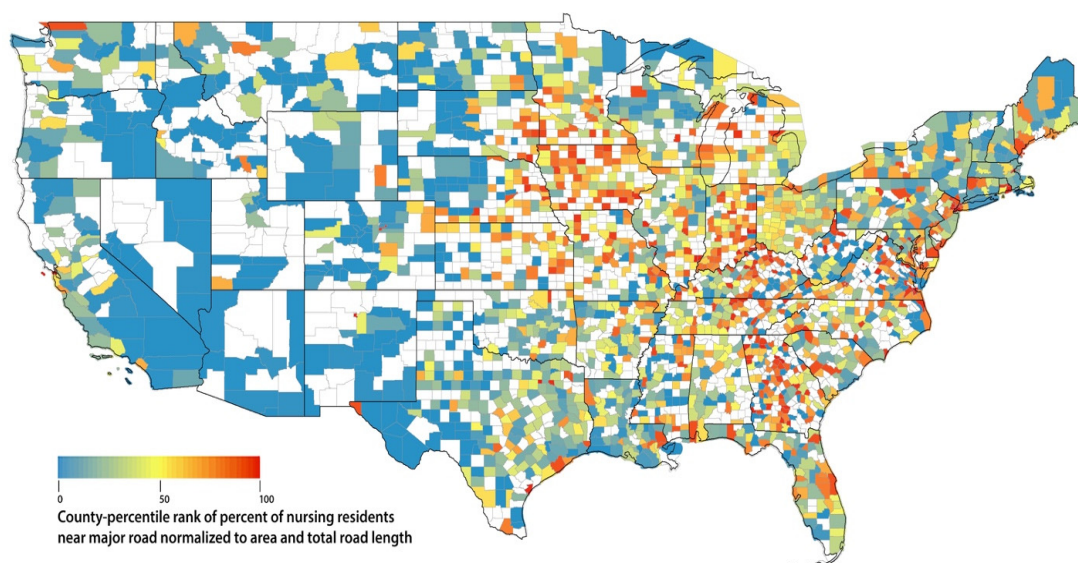 0
50
100
County-percentile rank of percent of nursing residents
near major road normalized to area and total road length